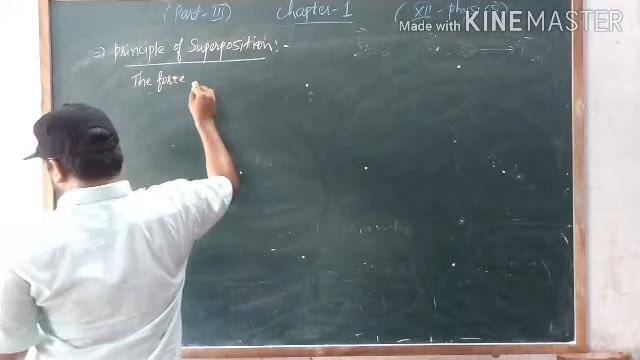 (Part-III) Chapter-1 (XII-physics)
Made with KINEMASTER
=) principle of Superposition:-
The force